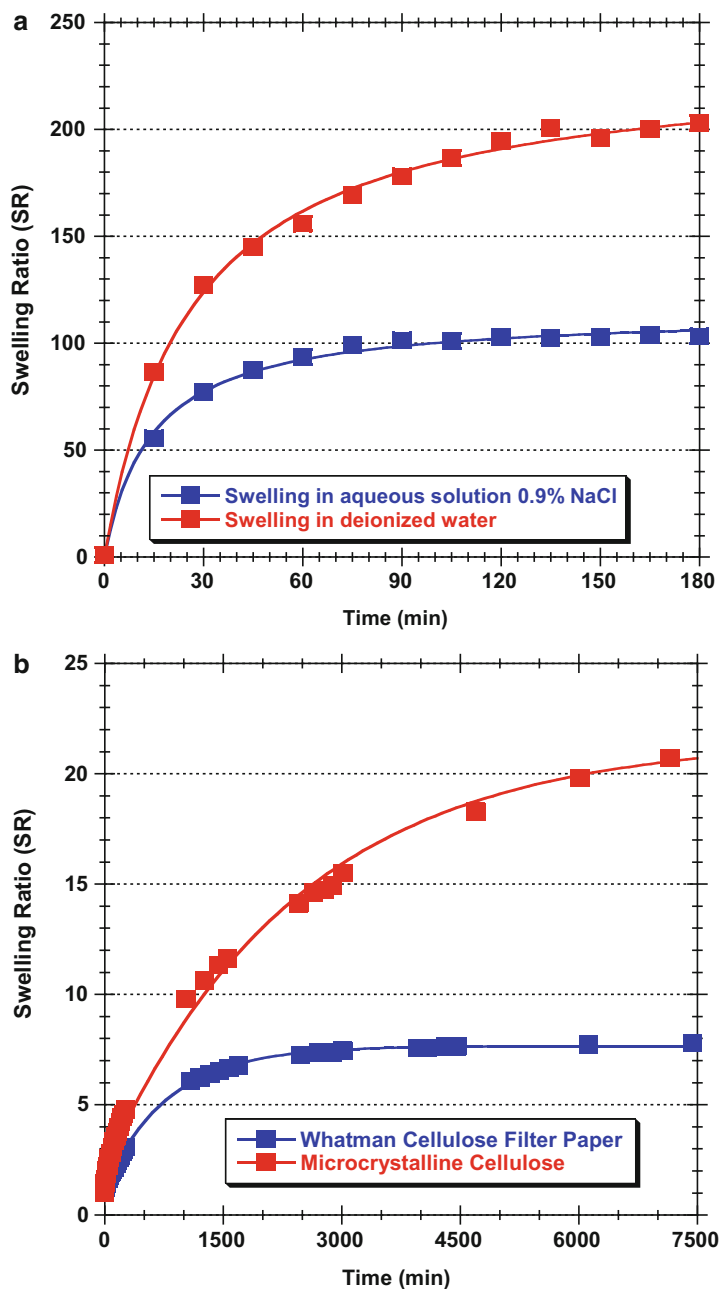 a
250
200
150
100
50
0
Swelling Ratio (SR)
Swelling in aqueous solution 0.9% NaCl
Swelling in deionized water
0 30 60 90 120 150 180
Time (min)
b
25
20
15
10
5
0
Swelling Ratio (SR)
Whatman Cellulose Filter Paper
Microcrystalline Cellulose
0 1500 3000 4500 6000 7500
Time (min)